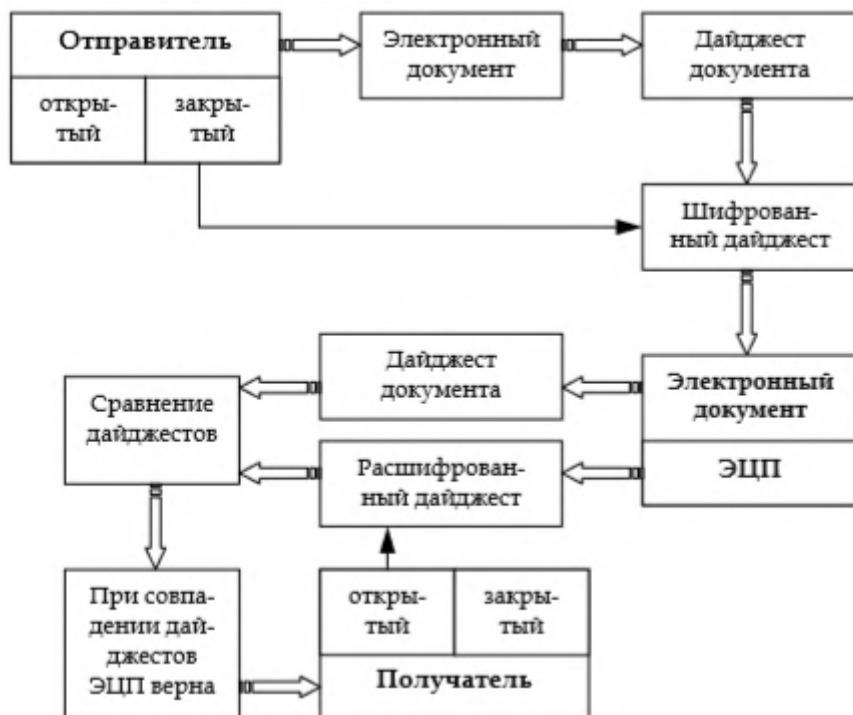 Отправитель
откры-
тый
закры-
тый
Электронный
документ
Дайджест
документа
Шифрован-
ный дайджест
Электронный
документ
ЭЦП
Дайджест
документа
Расшифрован-
ный дайджест
Сравнение
дайджестов
При совпа-
дении дай-
джестов
ЭЦП верна
откры-
тый
закры-
тый
Получатель